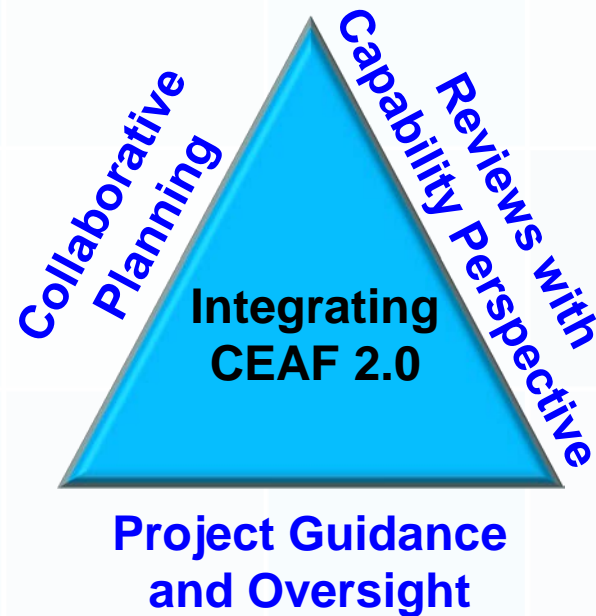 Collaborative
Planning
Reviews with
Capability Perspective
Integrating
CEAF 2.0
Project Guidance
and Oversight